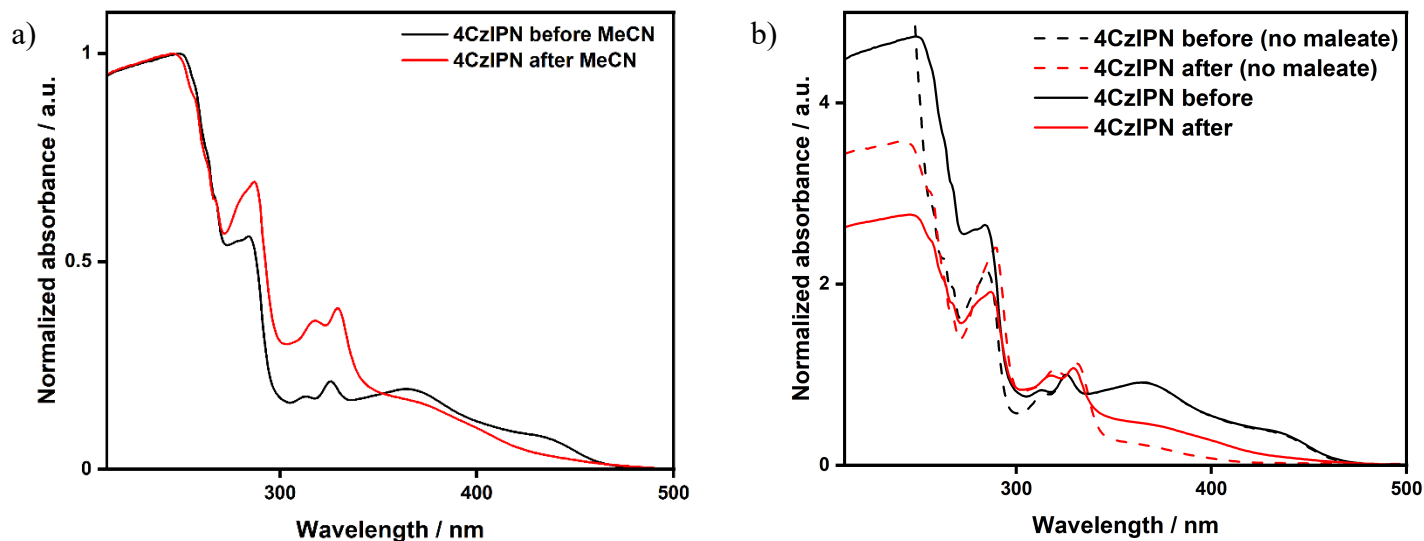 a)
4CzIPN before MeCN
4CzIPN after MeCN
Normalized absorbance / a.u.
1
0.5
0
300
400
500
Wavelength / nm
b)
4CzIPN before (no maleate)
4CzIPN after (no maleate)
4CzIPN before
4CzIPN after
Normalized absorbance / a.u.
4
2
0
300
400
500
Wavelength / nm